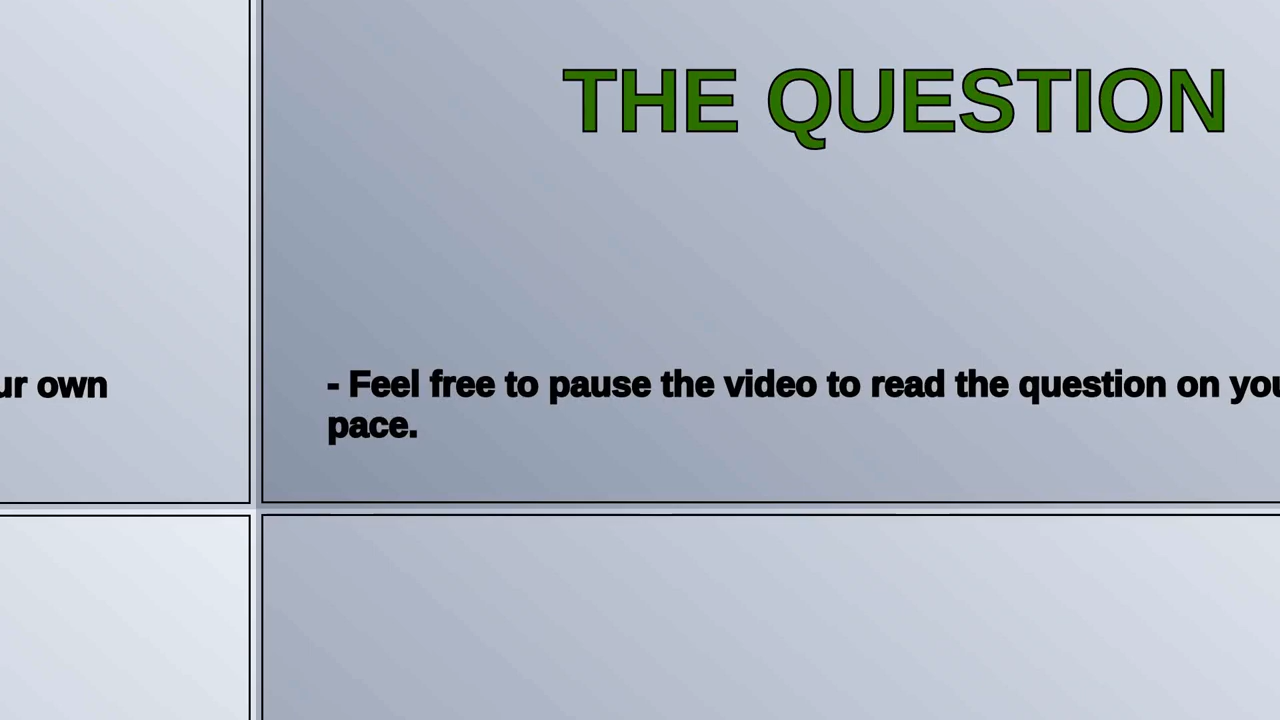 THE QUESTION
ur own
- Feel free to pause the video to read the question on you
pace.